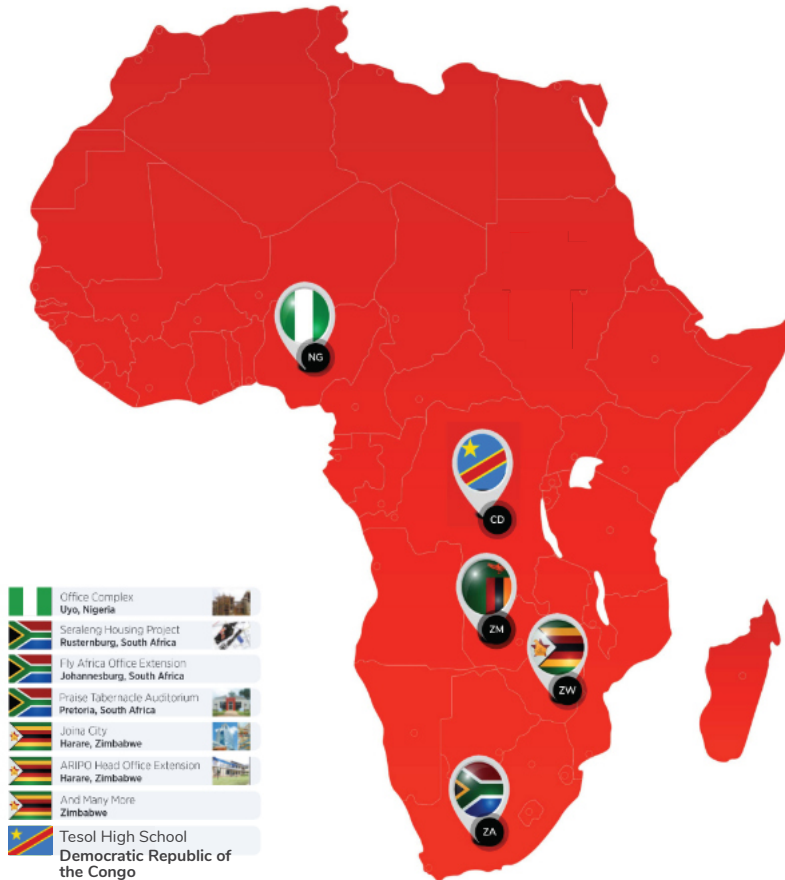 NG
CD
ZM
ZW
ZA
Office Complex
Uyo, Nigeria
Seraleng Housing Project
Rusternburg, South Africa
Fly Africa Office Extension
Johannesburg, South Africa
Praise Tabernacle Auditorium
Pretoria, South Africa
Joina City
Harare, Zimbabwe
ARIPO Head Office Extension
Harare, Zimbabwe
And Many More
Zimbabwe
Tesol High School
Democratic Republic of
the Congo